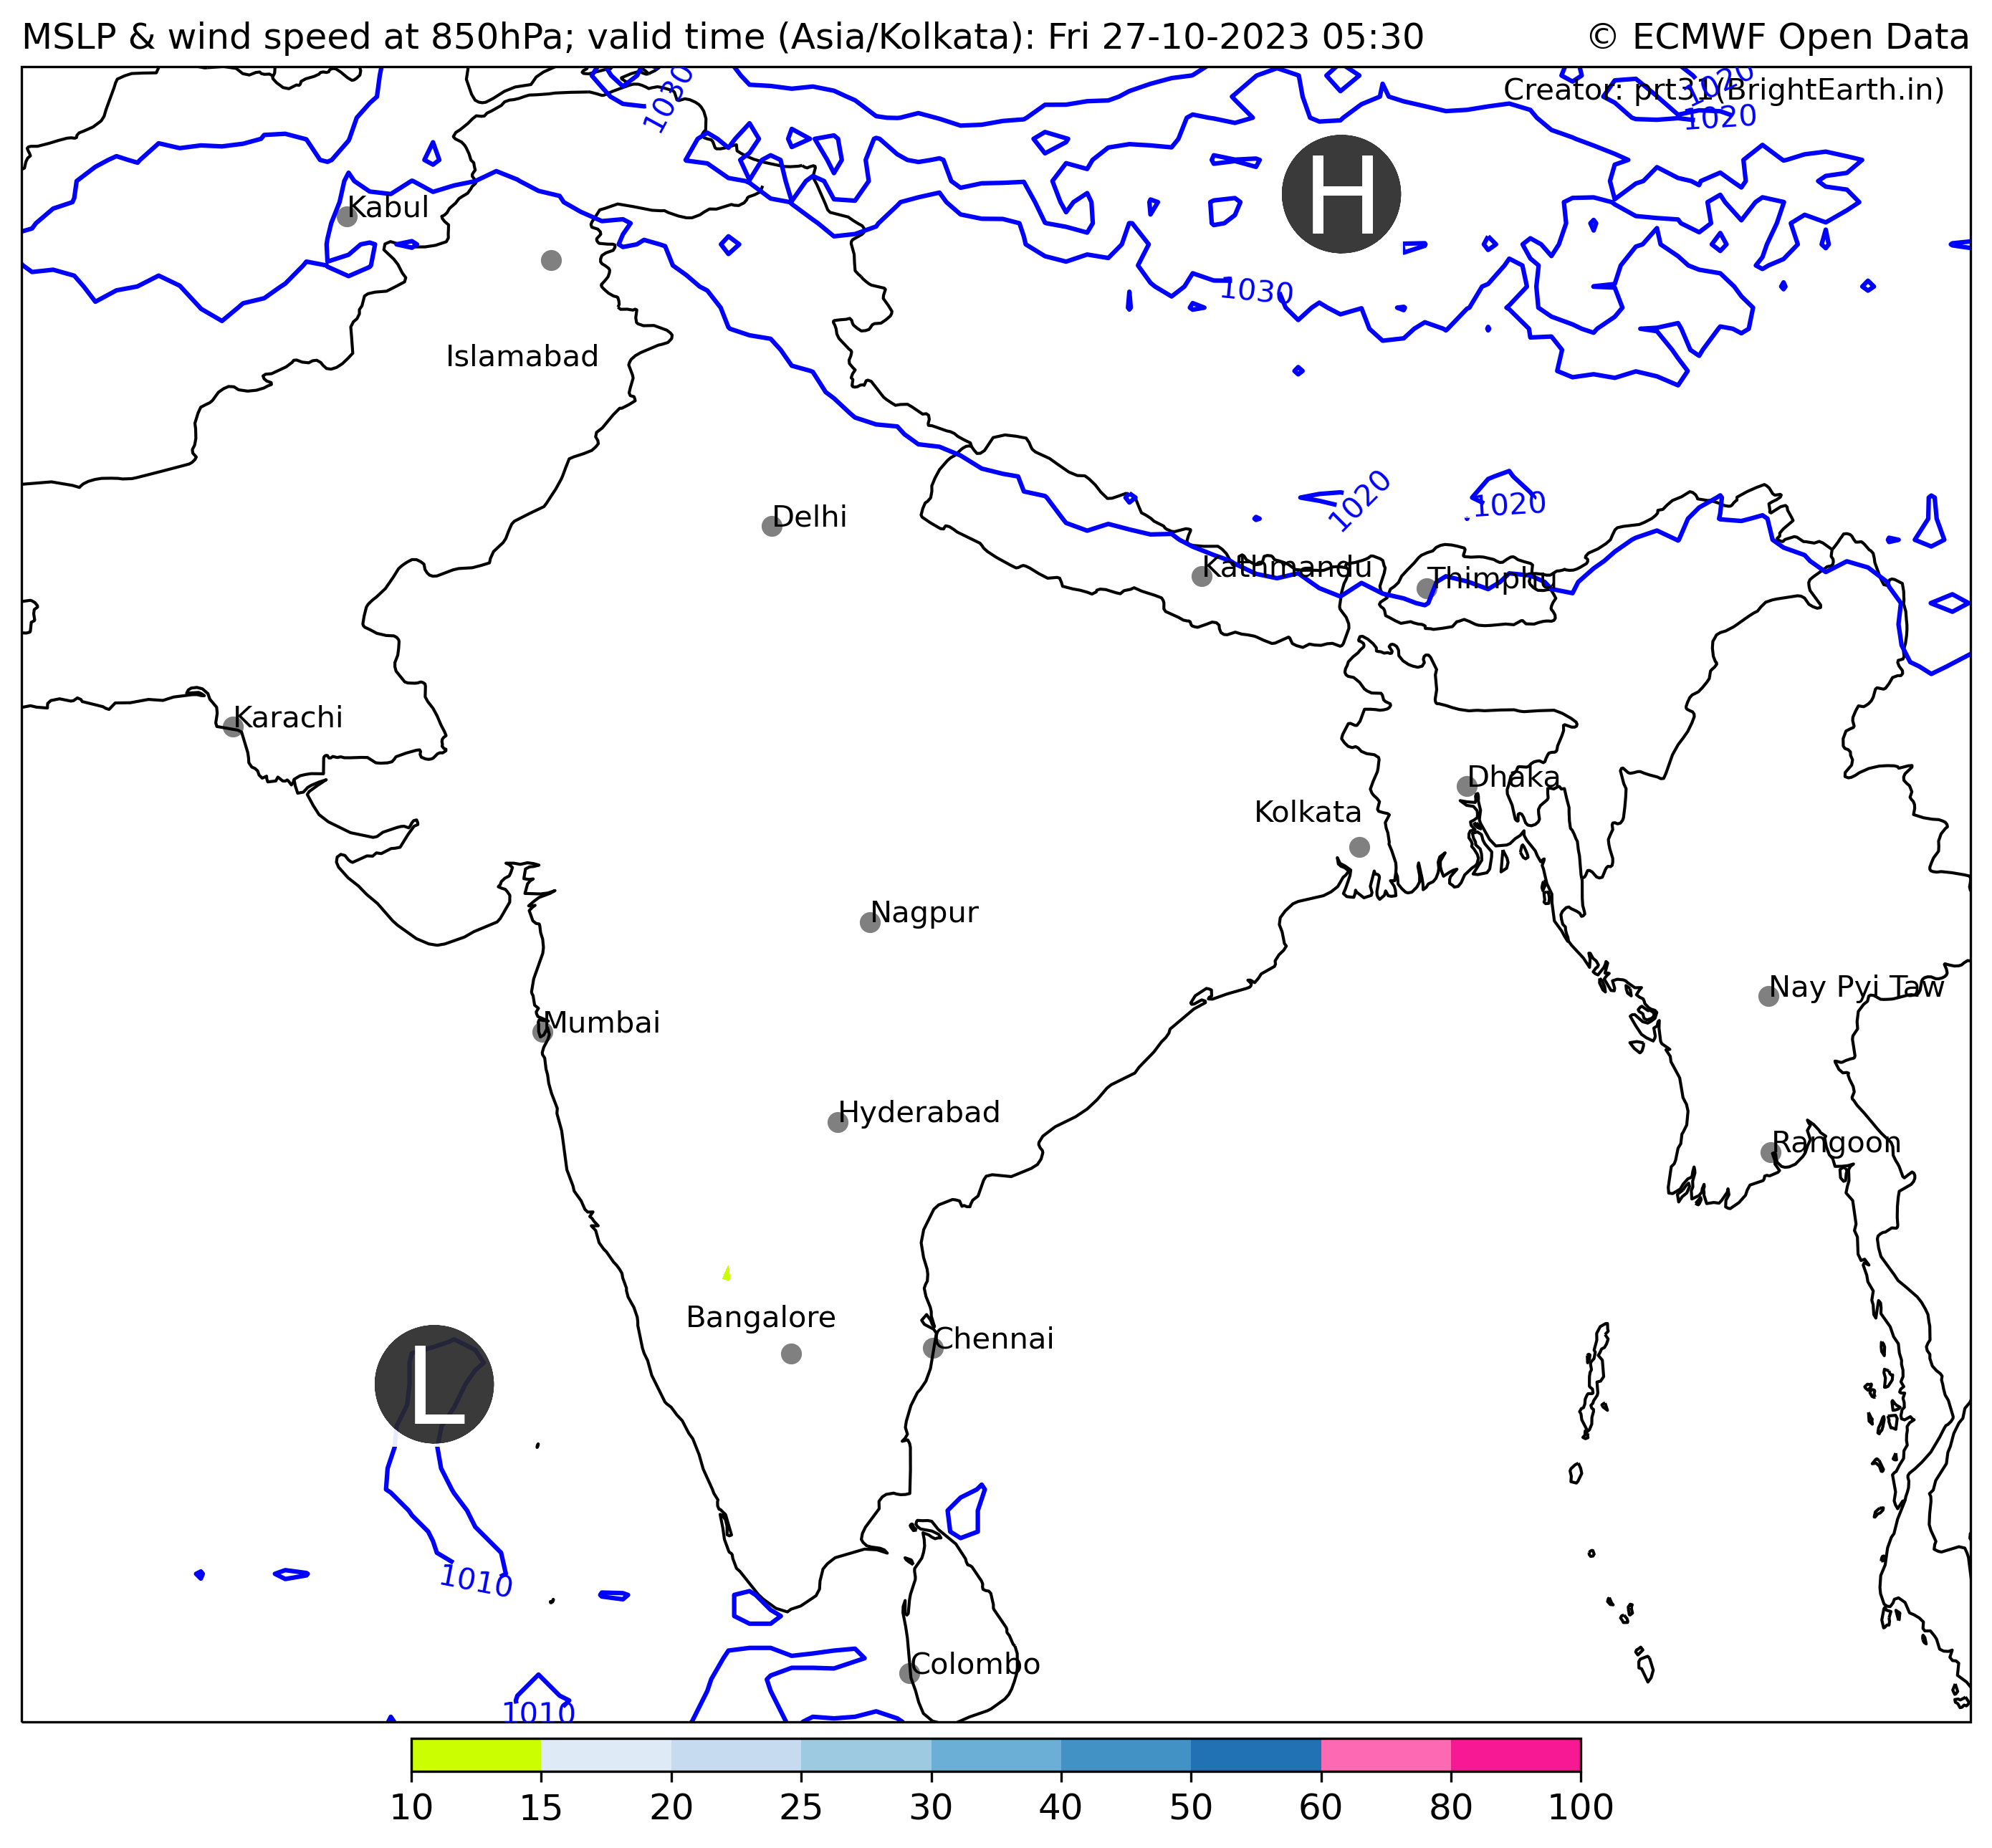 MSLP & wind speed at 850hPa; valid time (Asia/Kolkata): Fri 27-10-2023 05:30
© ECMWF Open Data
1030
1020
Creator: prt31(BrightEarth.in)
1020
H
Kabul
1030
Islamabad
1020
1020
Delhi
Kathmandu
Thimphu
Karachi
Dhaka
Kolkata
Nagpur
Nay Pyi Taw
Mumbai
Hyderabad
Rangoon
Bangalore
Chennai
L
1010
Colombo
1010
10 15 20 25 30 40 50 60 80 100